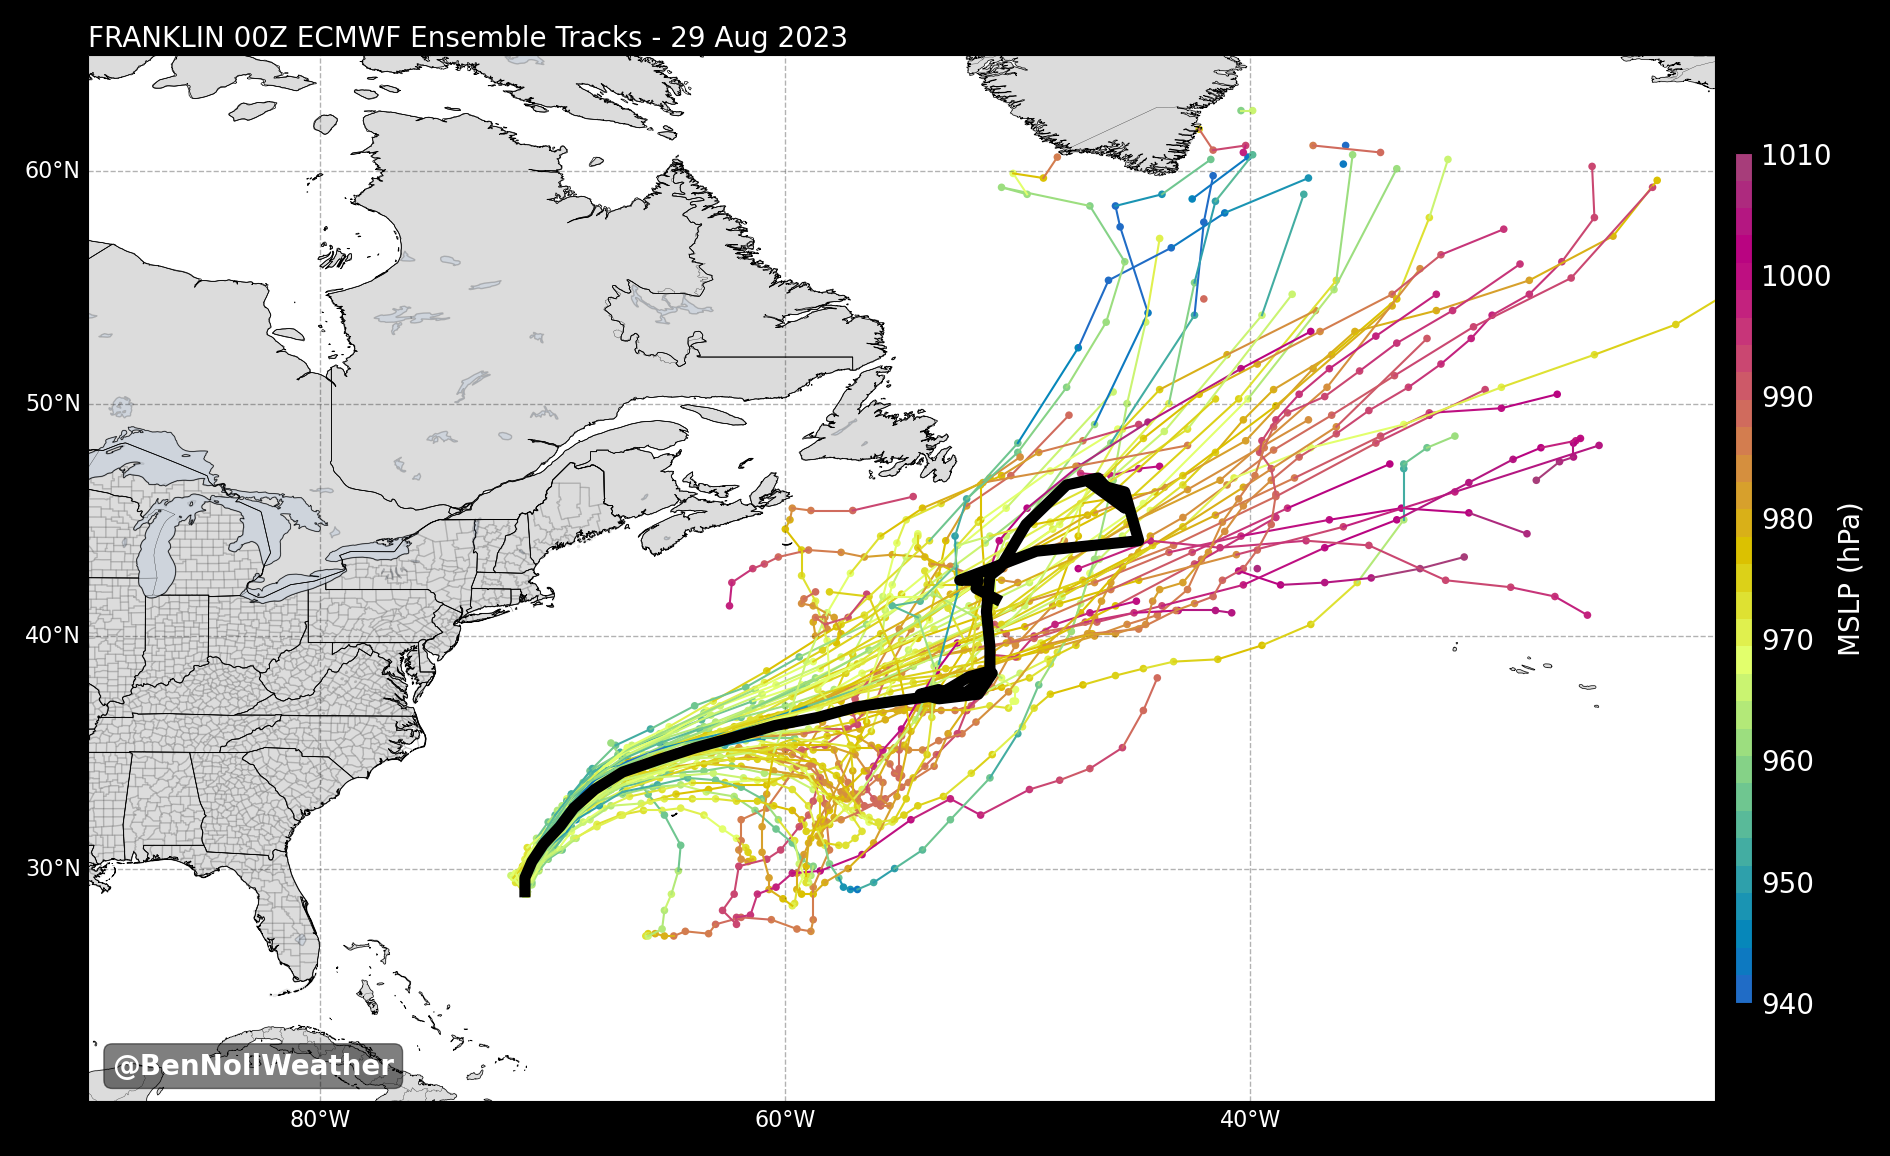 FRANKLIN 00Z ECMWF Ensemble Tracks - 29 Aug 2023
60°N
50°N
40°N
30°N
80°W
60°W
40°W
1010
1000
990
980
970
960
950
940
MSLP (hPa)
@BenNollWeather